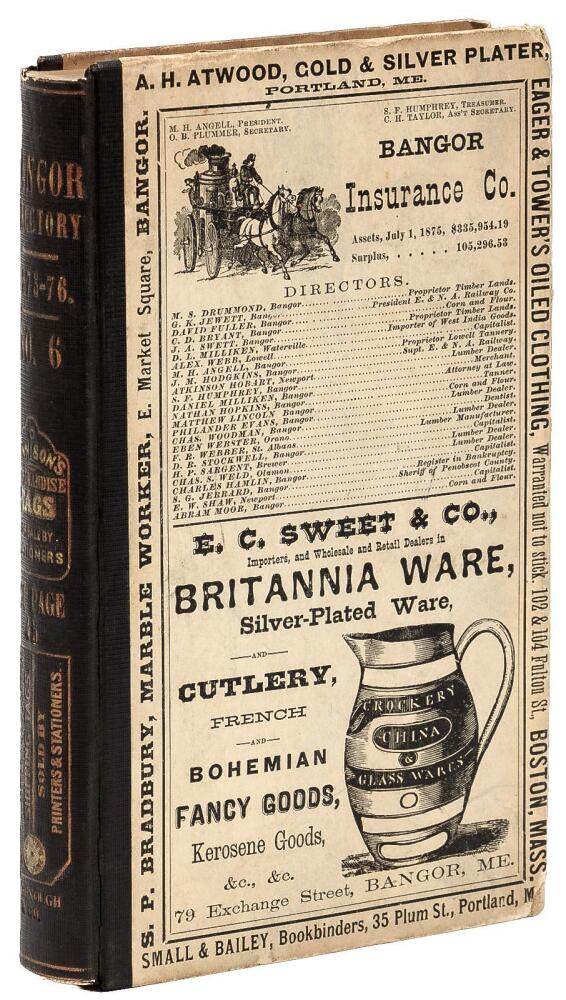 A. H. ATWOOD, GOLD & SILVER PLATER,
PORTLAND, ME.
S. P. BRADBURY, MARBLE WORKER, E. Market Square, BANGOR.
EAGER & TOWER'S OILED CLOTHING, Warranted not to stick. 102 & 104 Fulton St., BOSTON, MASS.
M. H. ANGELL, PRESIDENT.
O. B. PLUMMER, SECRETARY.
S. F. HUMPHREY, TREASURER.
C. H. TAYLOR, ASS'T SECRETARY.
BANGOR
Insurance Co.
Assets, July 1, 1875, $335,954.19
Surplus, . . . . . . 105,296.53
DIRECTORS.
M. S. DRUMMOND, Bangor Proprietor Timber Lands.
G. K. JEWETT, Bangor President E. & N. A. Railway Co.
DAVID FULLER, Bangor Corn and Flour.
C. D. BRYANT, Bangor Proprietor Timber Lands.
J. A. SWETT, Bangor Importer of West India Goods.
D. L. MILLIKEN, Waterville Capitalist.
ALEX. WEBB, Lowell Proprietor Lowell Tannery.
M. H. ANGELL, Bangor Supt. E. & N. A. Railway.
J. M. HODGKINS, Bangor Lumber Dealer.
ATKINSON HOBART, Newport Merchant.
S. F. HUMPHREY, Bangor Attorney at Law.
DANIEL MILLIKEN, Bangor Tanner.
NATHAN HOPKINS, Bangor Corn and Flour.
MATTHEW LINCOLN Bangor Lumber Dealer.
PHILANDER EVANS, Bangor Dentist.
CHAS. WOODMAN, Bangor Lumber Dealer.
EBEN WEBSTER, Orono Lumber Manufacturer.
F. R. WEBBER, St. Albans Capitalist.
D. R. STOCKWELL, Bangor Lumber Dealer.
H. P. SARGENT, Brewer Lumber Dealer.
CHAS. S. WELD, Olamon Capitalist.
CHARLES HAMLIN, Bangor Register in Bankruptcy.
S. G. JERRARD, Bangor Sheriff of Penobscot County.
E. W. SHAW, Newport Capitalist.
ABRAM MOOR, Bangor Corn and Flour.
E. C. SWEET & CO.,
Importers, and Wholesale and Retail Dealers in
BRITANNIA WARE,
Silver-Plated Ware,
—AND—
CUTLERY,
FRENCH
—AND—
BOHEMIAN
FANCY GOODS,
Kerosene Goods,
&c., &c.
CROCKERY
CHINA
&
GLASS WARES
79 Exchange Street, BANGOR, ME.
SMALL & BAILEY, Bookbinders, 35 Plum St., Portland, M
NGOR
CTORY
-76.
O. 6
SON'S
AGS
PAGE
SOLD BY
PRINTERS & STATIONERS.